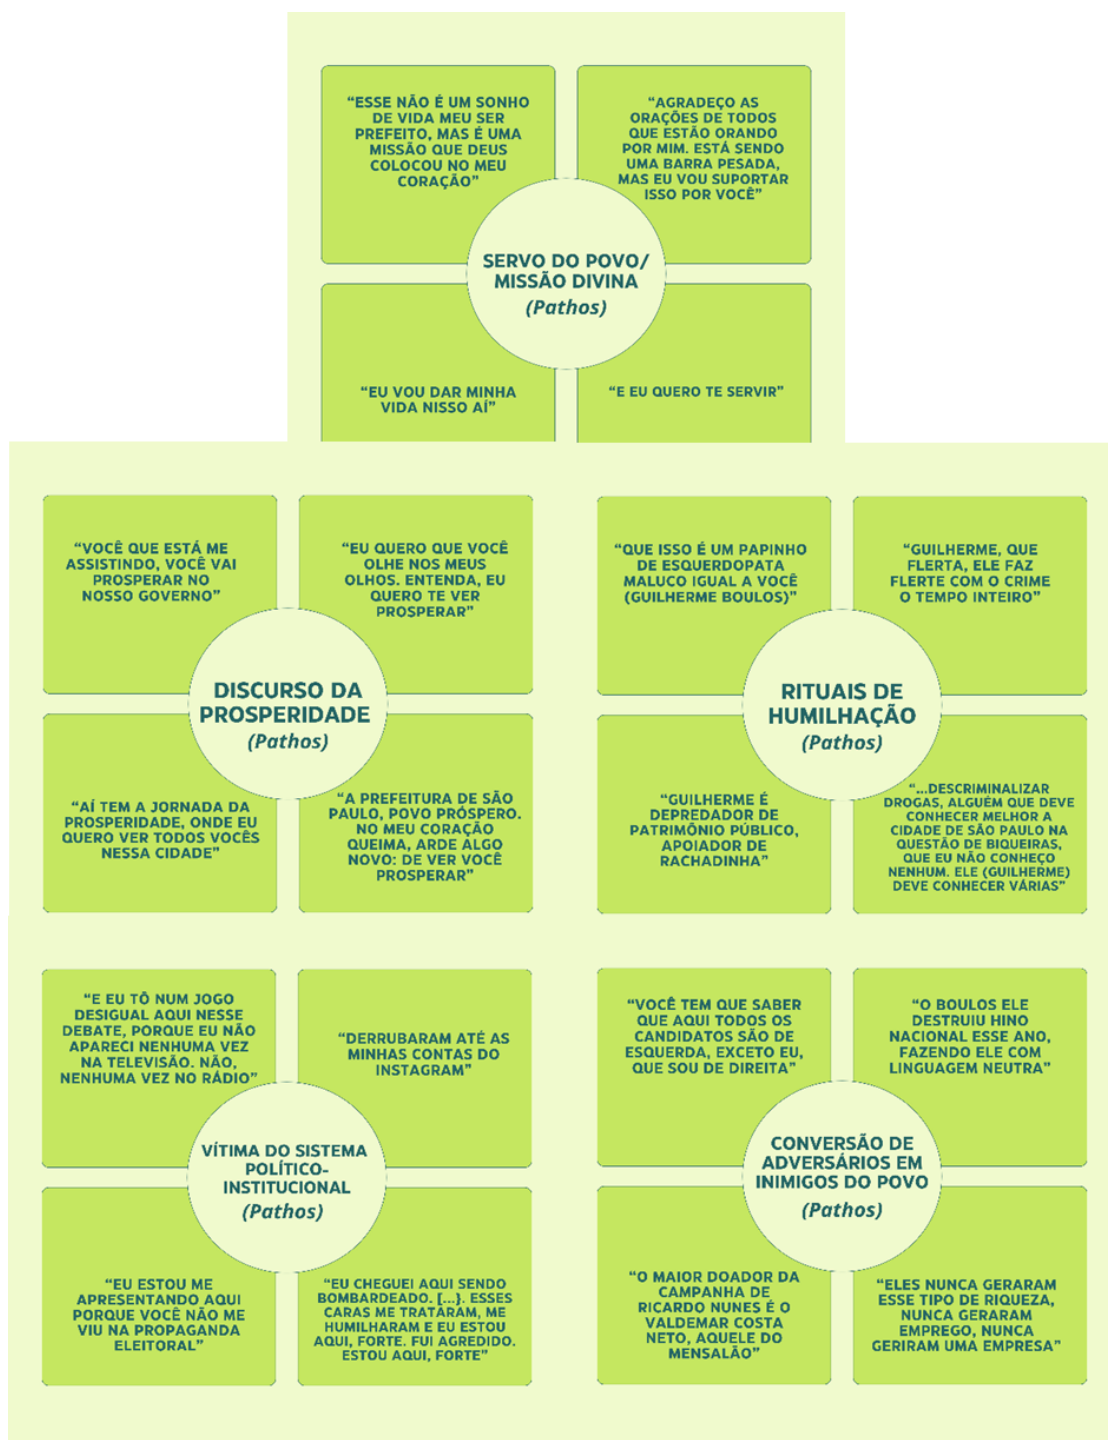 “ESSE NÃO É UM SONHO
DE VIDA MEU SER
PREFEITO, MAS É UMA
MISSÃO QUE DEUS
COLOCOU NO MEU
CORAÇÃO”
“AGRADEÇO AS
ORAÇÕES DE TODOS
QUE ESTÃO ORANDO
POR MIM. ESTÁ SENDO
UMA BARRA PESADA,
MAS EU VOU SUPORTAR
ISSO POR VOCÊ”
SERVO DO POVO/
MISSÃO DIVINA
(Pathos)
“EU VOU DAR MINHA
VIDA NISSO AÍ”
“E EU QUERO TE SERVIR”
“VOCÊ QUE ESTÁ ME
ASSISTINDO, VOCÊ VAI
PROSPERAR NO
NOSSO GOVERNO”
“EU QUERO QUE VOCÊ
OLHE NOS MEUS
OLHOS. ENTENDA, EU
QUERO TE VER
PROSPERAR”
DISCURSO DA
PROSPERIDADE
(Pathos)
“AÍ TEM A JORNADA DA
PROSPERIDADE, ONDE EU
QUERO VER TODOS VOCÊS
NESSA CIDADE”
“A PREFEITURA DE SÃO
PAULO, POVO PRÓSPERO.
NO MEU CORAÇÃO
QUEIMA, ARDE ALGO
NOVO: DE VER VOCÊ
PROSPERAR”
“QUE ISSO É UM PAPINHO
DE ESQUERDOPATA
MALUCO IGUAL A VOCÊ
(GUILHERME BOULOS)”
“GUILHERME, QUE
FLERTA, ELE FAZ
FLERTE COM O CRIME
O TEMPO INTEIRO”
RITUAIS DE
HUMILHAÇÃO
(Pathos)
“GUILHERME É
DEPREDADOR DE
PATRIMÔNIO PÚBLICO,
APOIADOR DE
RACHADINHA”
“...DESCRIMINALIZAR
DROGAS, ALGUÉM QUE DEVE
CONHECER MELHOR A
CIDADE DE SÃO PAULO NA
QUESTÃO DE BIQUEIRAS,
QUE EU NÃO CONHEÇO
NENHUM. ELE (GUILHERME)
DEVE CONHECER VÁRIAS”
“E EU TÔ NUM JOGO
DESIGUAL AQUI NESSE
DEBATE, PORQUE EU NÃO
APARECI NENHUMA VEZ
NA TELEVISÃO. NÃO,
NENHUMA VEZ NO RÁDIO”
“DERRUBARAM ATÉ AS
MINHAS CONTAS DO
INSTAGRAM”
VÍTIMA DO SISTEMA
POLÍTICO-
INSTITUCIONAL
(Pathos)
“EU ESTOU ME
APRESENTANDO AQUI
PORQUE VOCÊ NÃO ME
VIU NA PROPAGANDA
ELEITORAL”
“EU CHEGUEI AQUI SENDO
BOMBARDEADO. [...}. ESSES
CARAS ME TRATARAM, ME
HUMILHARAM E EU ESTOU
AQUI, FORTE. FUI AGREDIDO.
ESTOU AQUI, FORTE”
“VOCÊ TEM QUE SABER
QUE AQUI TODOS OS
CANDIDATOS SÃO DE
ESQUERDA, EXCETO EU,
QUE SOU DE DIREITA”
“O BOULOS ELE
DESTRUIU HINO
NACIONAL ESSE ANO,
FAZENDO ELE COM
LINGUAGEM NEUTRA”
CONVERSÃO DE
ADVERSÁRIOS EM
INIMIGOS DO POVO
(Pathos)
“O MAIOR DOADOR DA
CAMPANHA DE
RICARDO NUNES É O
VALDEMAR COSTA
NETO, AQUELE DO
MENSALÃO”
“ELES NUNCA GERARAM
ESSE TIPO DE RIQUEZA,
NUNCA GERARAM
EMPREGO, NUNCA
GERIRAM UMA EMPRESA”